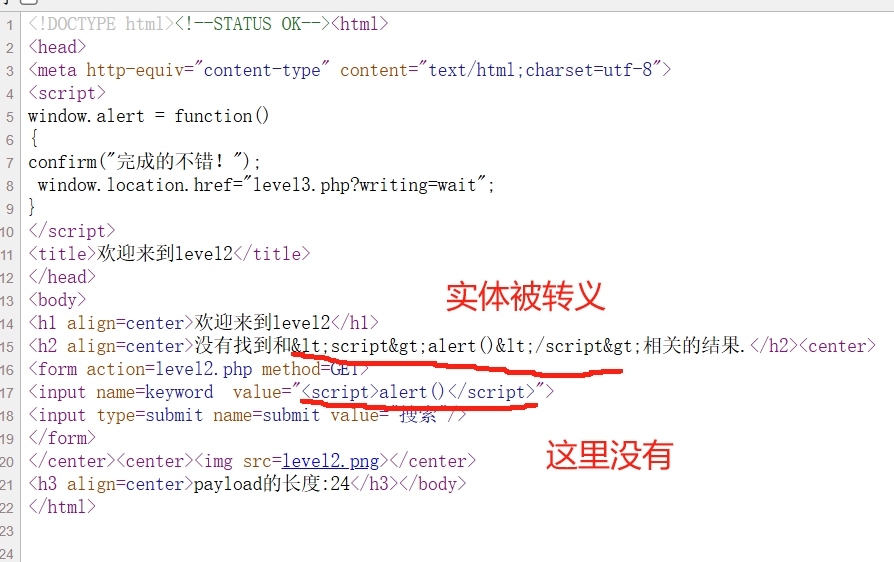 1 <!DOCTYPE html><!--STATUS OK--><html>
2 <head>
3 <meta http-equiv="content-type" content="text/html;charset=utf-8">
4 <script>
5 window.alert = function()
6 {
7 confirm("完成的不错！");
8  window.location.href="level3.php?writing=wait";
9 }
10 </script>
11 <title>欢迎来到level2</title>
12 </head>
13 <body>
实体被转义
14 <h1 align=center>欢迎来到level2</h1>
15 <h2 align=center>没有找到和&lt;script&gt;alert()&lt;/script&gt;相关的结果.</h2><center>
16 <form action=level2.php method=GET>
17 <input name=keyword  value="<script>alert()</script>">
18 <input type=submit name=submit value="搜索"/>
19 </form>
这里没有
20 </center><center><img src=level2.png></center>
21 <h3 align=center>payload的长度:24</h3></body>
22 </html>
23
24